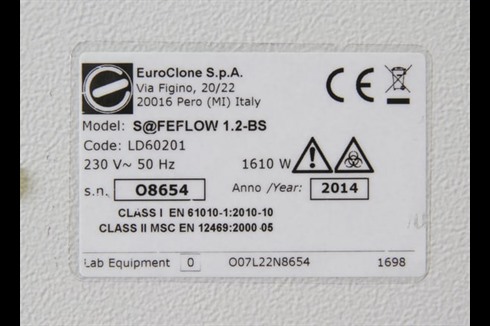 EuroClone S.p.A.
Via Figino, 20/22
20016 Pero (MI) Italy
Model: S@FEFLOW 1.2-BS
Code: LD60201
230 V~ 50 Hz 1610 W
s.n. O8654 Anno /Year: 2014
CLASS I EN 61010-1:2010-10
CLASS II MSC EN 12469:2000-05
Lab Equipment 0 O07L22N8654 1698